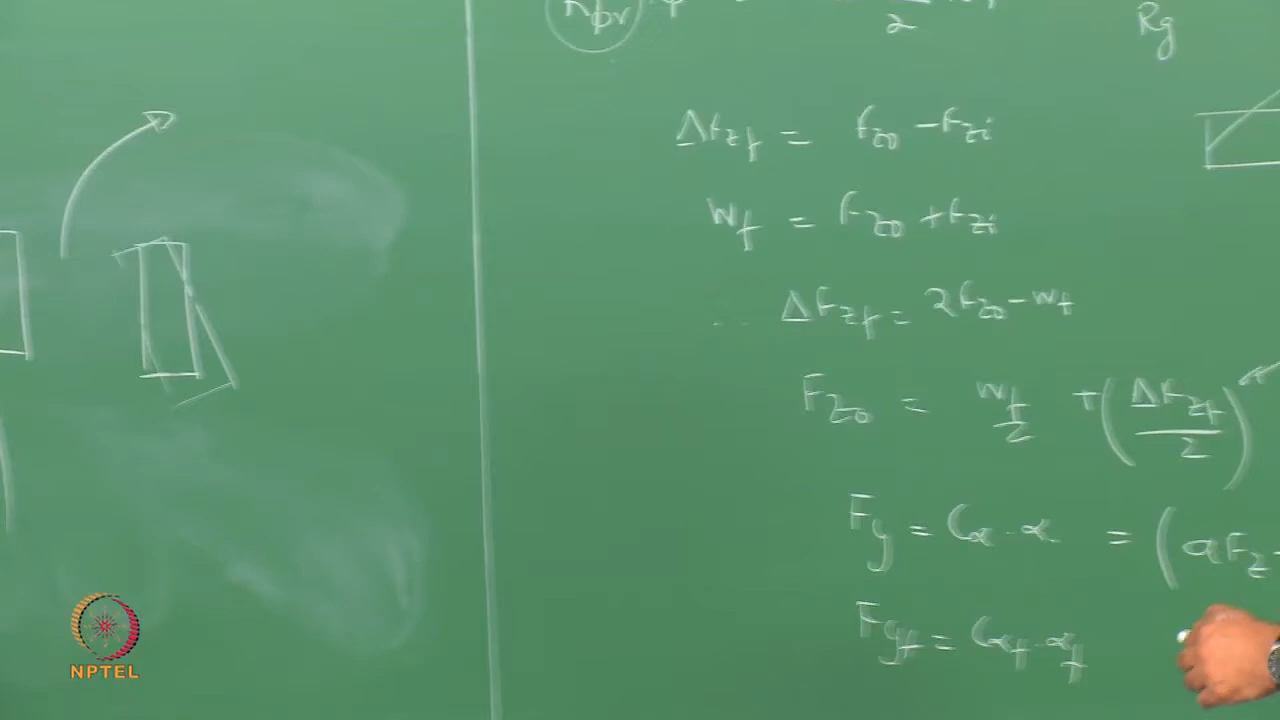 Rg
2
ΔFzf = Fzo - Fzi
Wf = Fzo + Fzi
∴ ΔFzf = 2Fzo - Wf
Fzo = Wf/2 + (ΔFzf/2)
Fy = Cα · α = (aFz -
Fyf = Cαf · αf
NPTEL